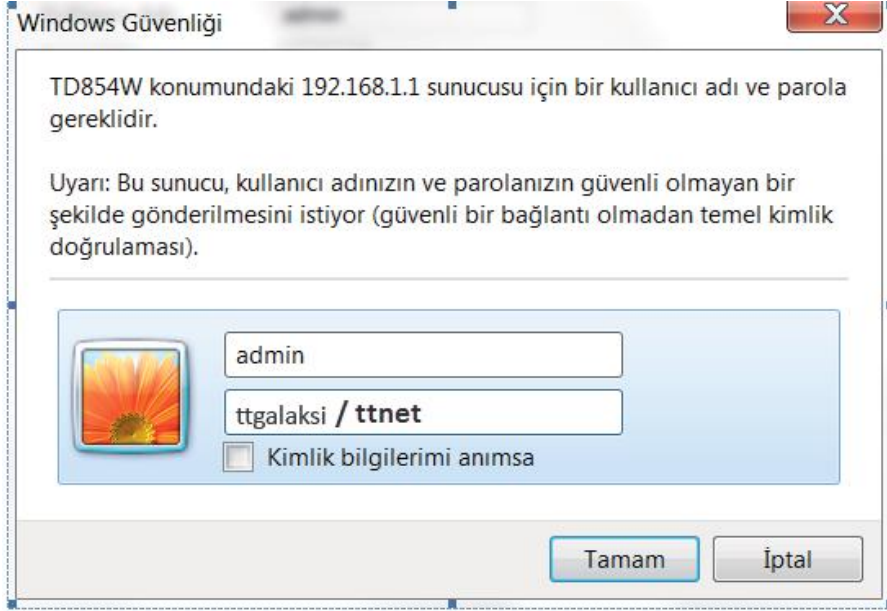 Windows Güvenliği
TD854W konumundaki 192.168.1.1 sunucusu için bir kullanıcı adı ve parola
gereklidir.
Uyarı: Bu sunucu, kullanıcı adınızın ve parolanızın güvenli olmayan bir
şekilde gönderilmesini istiyor (güvenli bir bağlantı olmadan temel kimlik
doğrulaması).
admin
ttgalaksi / ttnet
Kimlik bilgilerimi anımsa
Tamam
İptal